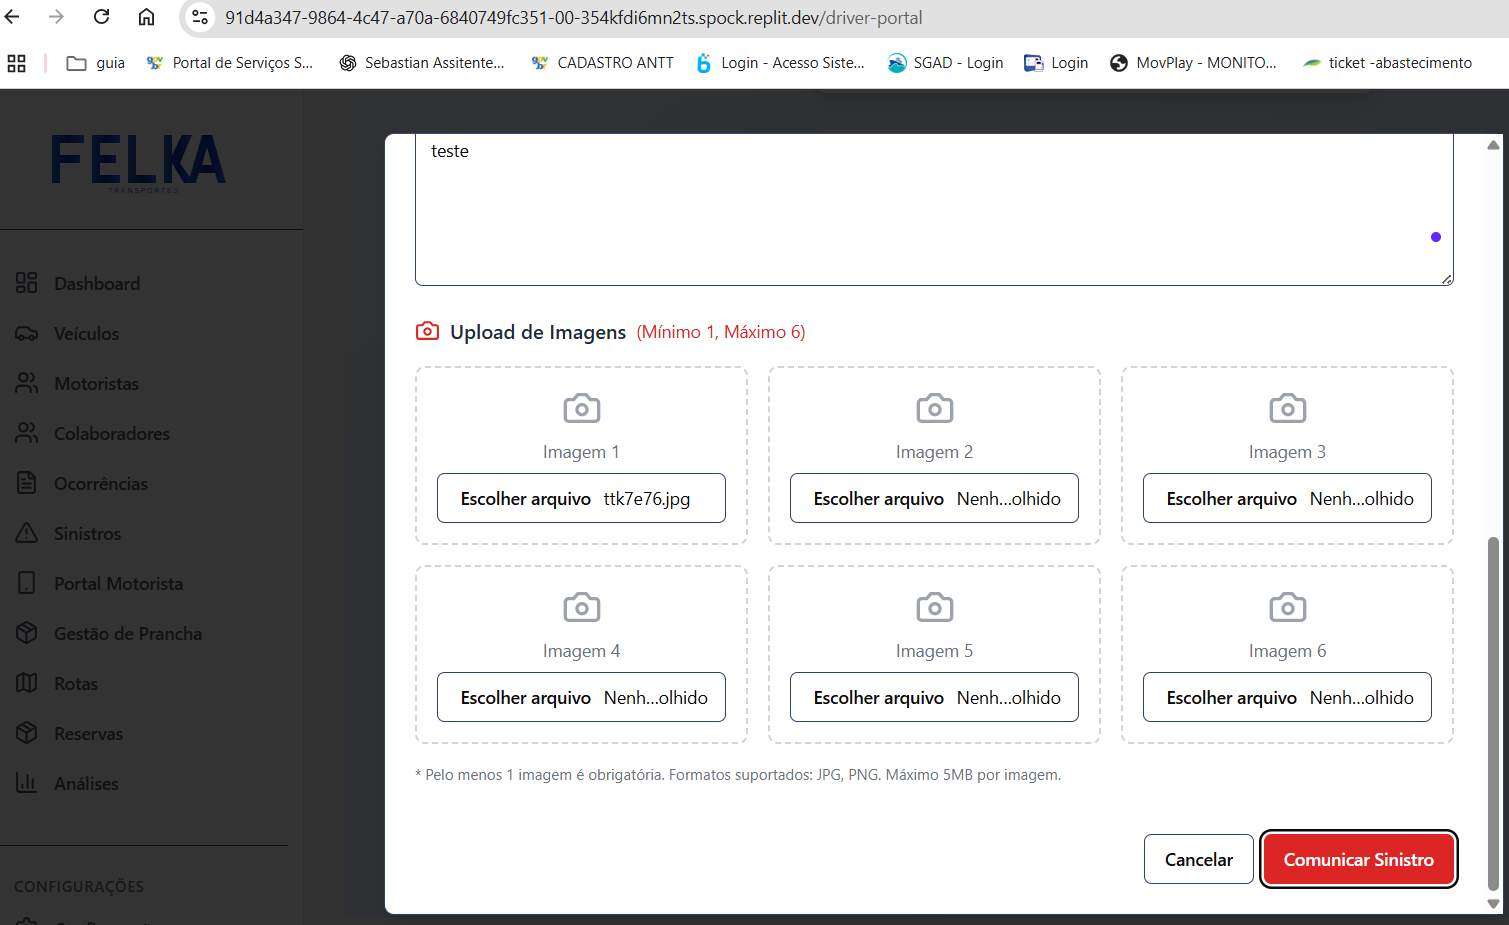 91d4a347-9864-4c47-a70a-6840749fc351-00-354kfdi6mn2ts.spock.replit.dev/driver-portal
guia
Portal de Serviços S...
Sebastian Assitente...
CADASTRO ANTT
Login - Acesso Siste...
SGAD - Login
Login
MovPlay - MONITO...
ticket -abastecimento
FELKA
TRANSPORTES
Dashboard
Veículos
Motoristas
Colaboradores
Ocorrências
Sinistros
Portal Motorista
Gestão de Prancha
Rotas
Reservas
Análises
CONFIGURAÇÕES
teste
Upload de Imagens (Mínimo 1, Máximo 6)
Imagem 1
Escolher arquivo ttk7e76.jpg
Imagem 2
Escolher arquivo Nenh...olhido
Imagem 3
Escolher arquivo Nenh...olhido
Imagem 4
Escolher arquivo Nenh...olhido
Imagem 5
Escolher arquivo Nenh...olhido
Imagem 6
Escolher arquivo Nenh...olhido
* Pelo menos 1 imagem é obrigatória. Formatos suportados: JPG, PNG. Máximo 5MB por imagem.
Cancelar
Comunicar Sinistro